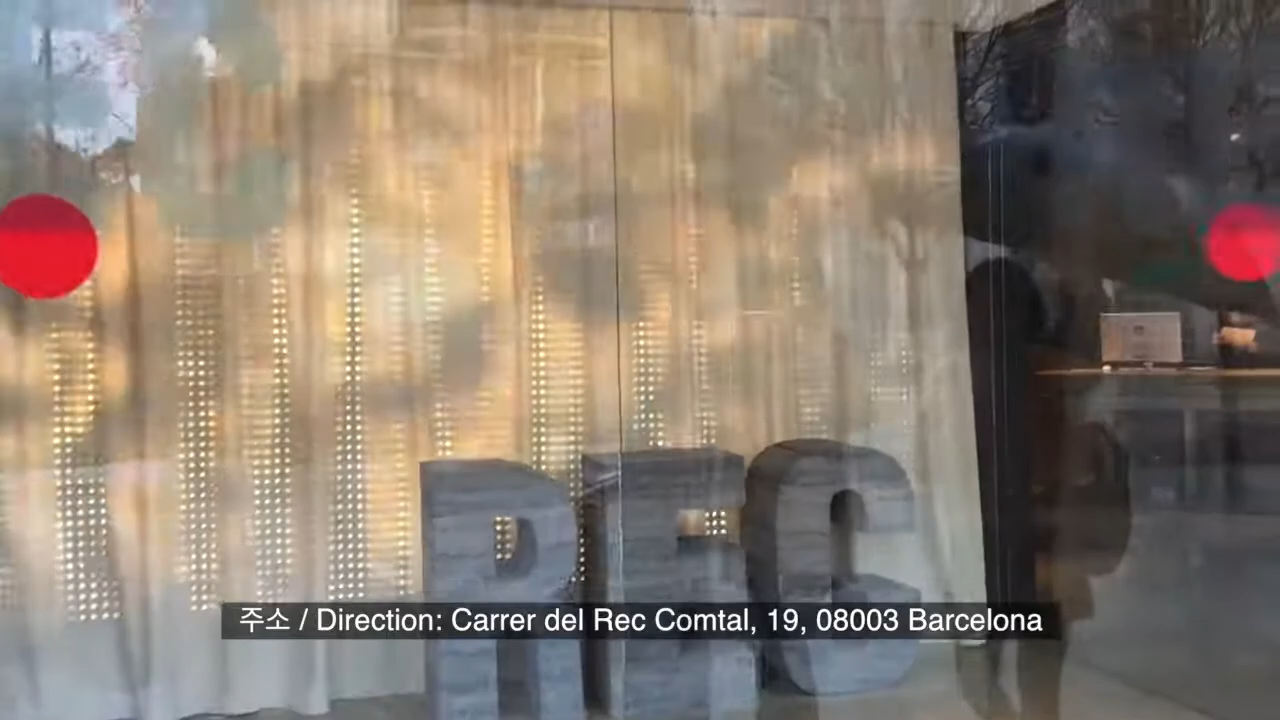 REC
주소 / Direction: Carrer del Rec Comtal, 19, 08003 Barcelona